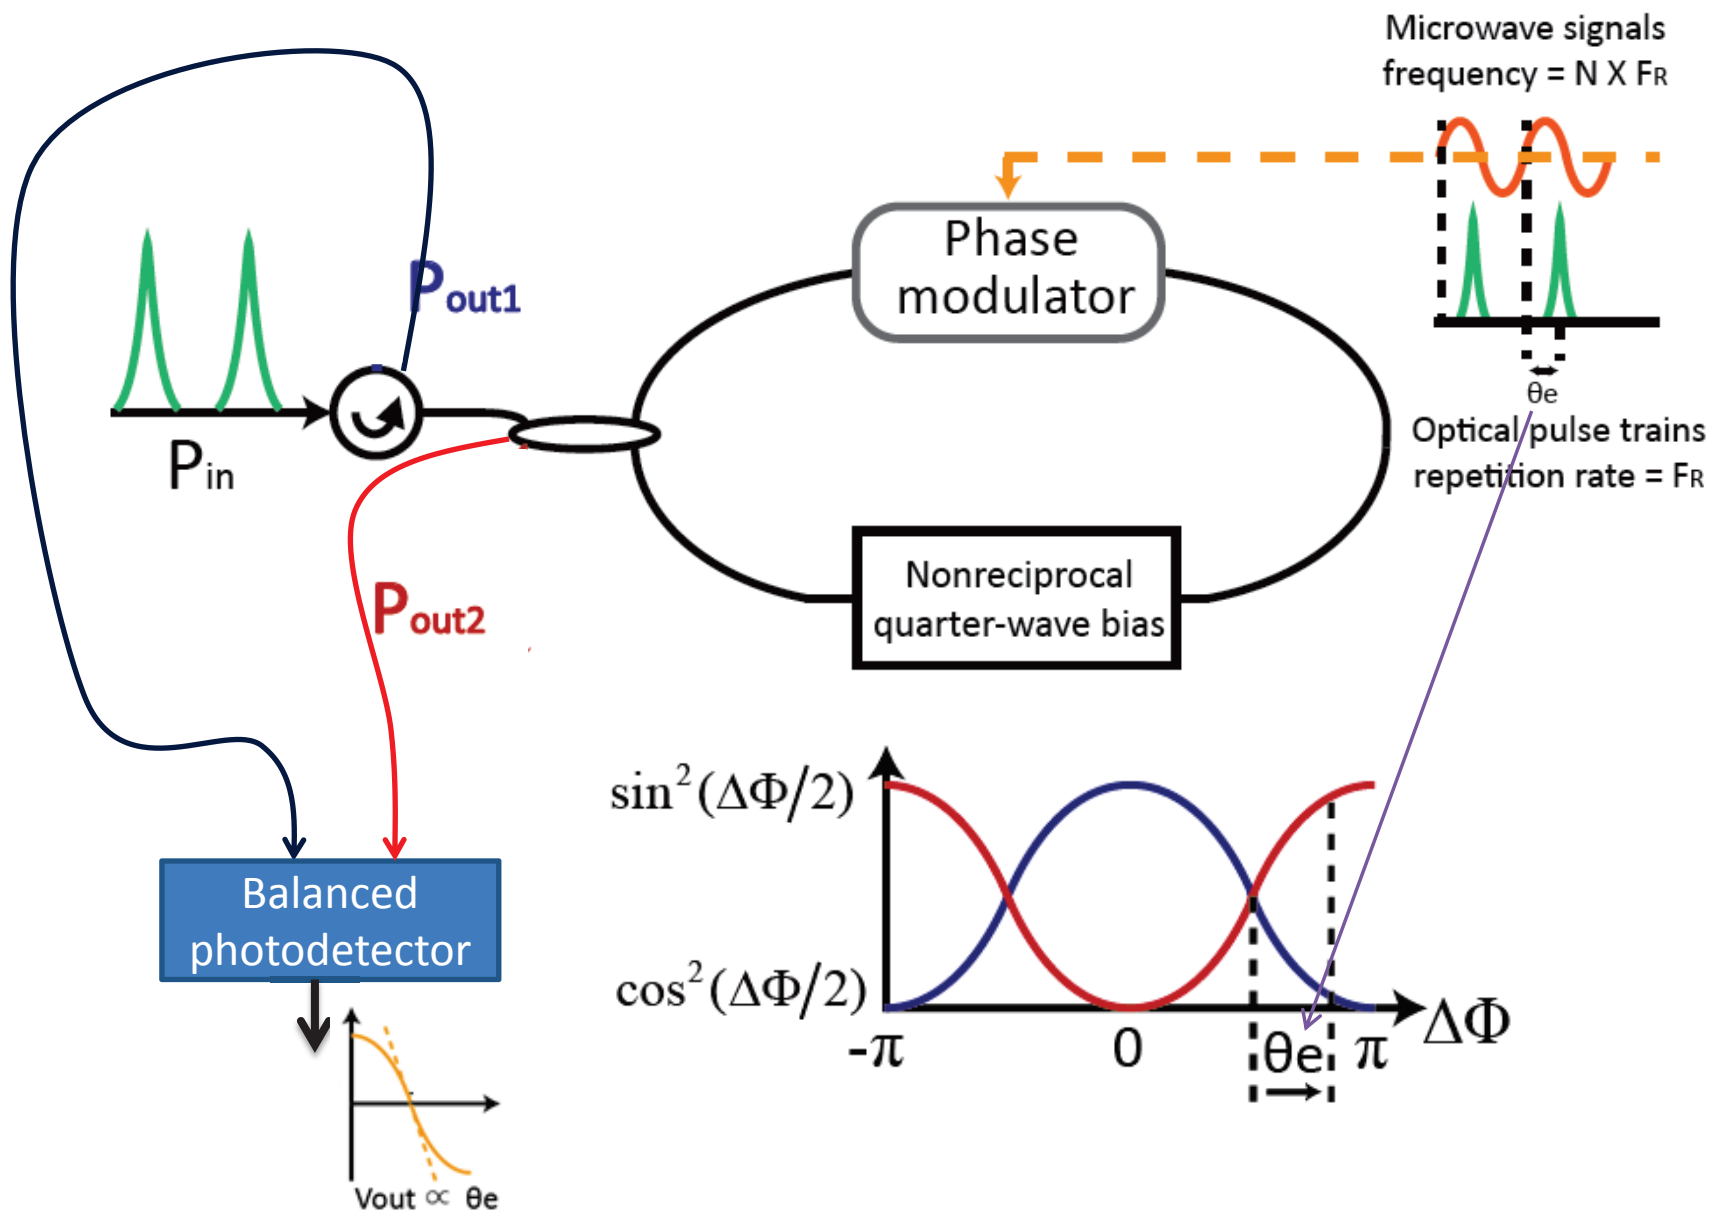 Microwave signals
frequency = N X FR
Phase
modulator
Pout1
Pin
θe
Optical pulse trains
repetition rate = FR
Pout2
Nonreciprocal
quarter-wave bias
sin²(ΔΦ/2)
cos²(ΔΦ/2)
-π
0
θe
π
ΔΦ
Balanced
photodetector
Vout ∝ θe